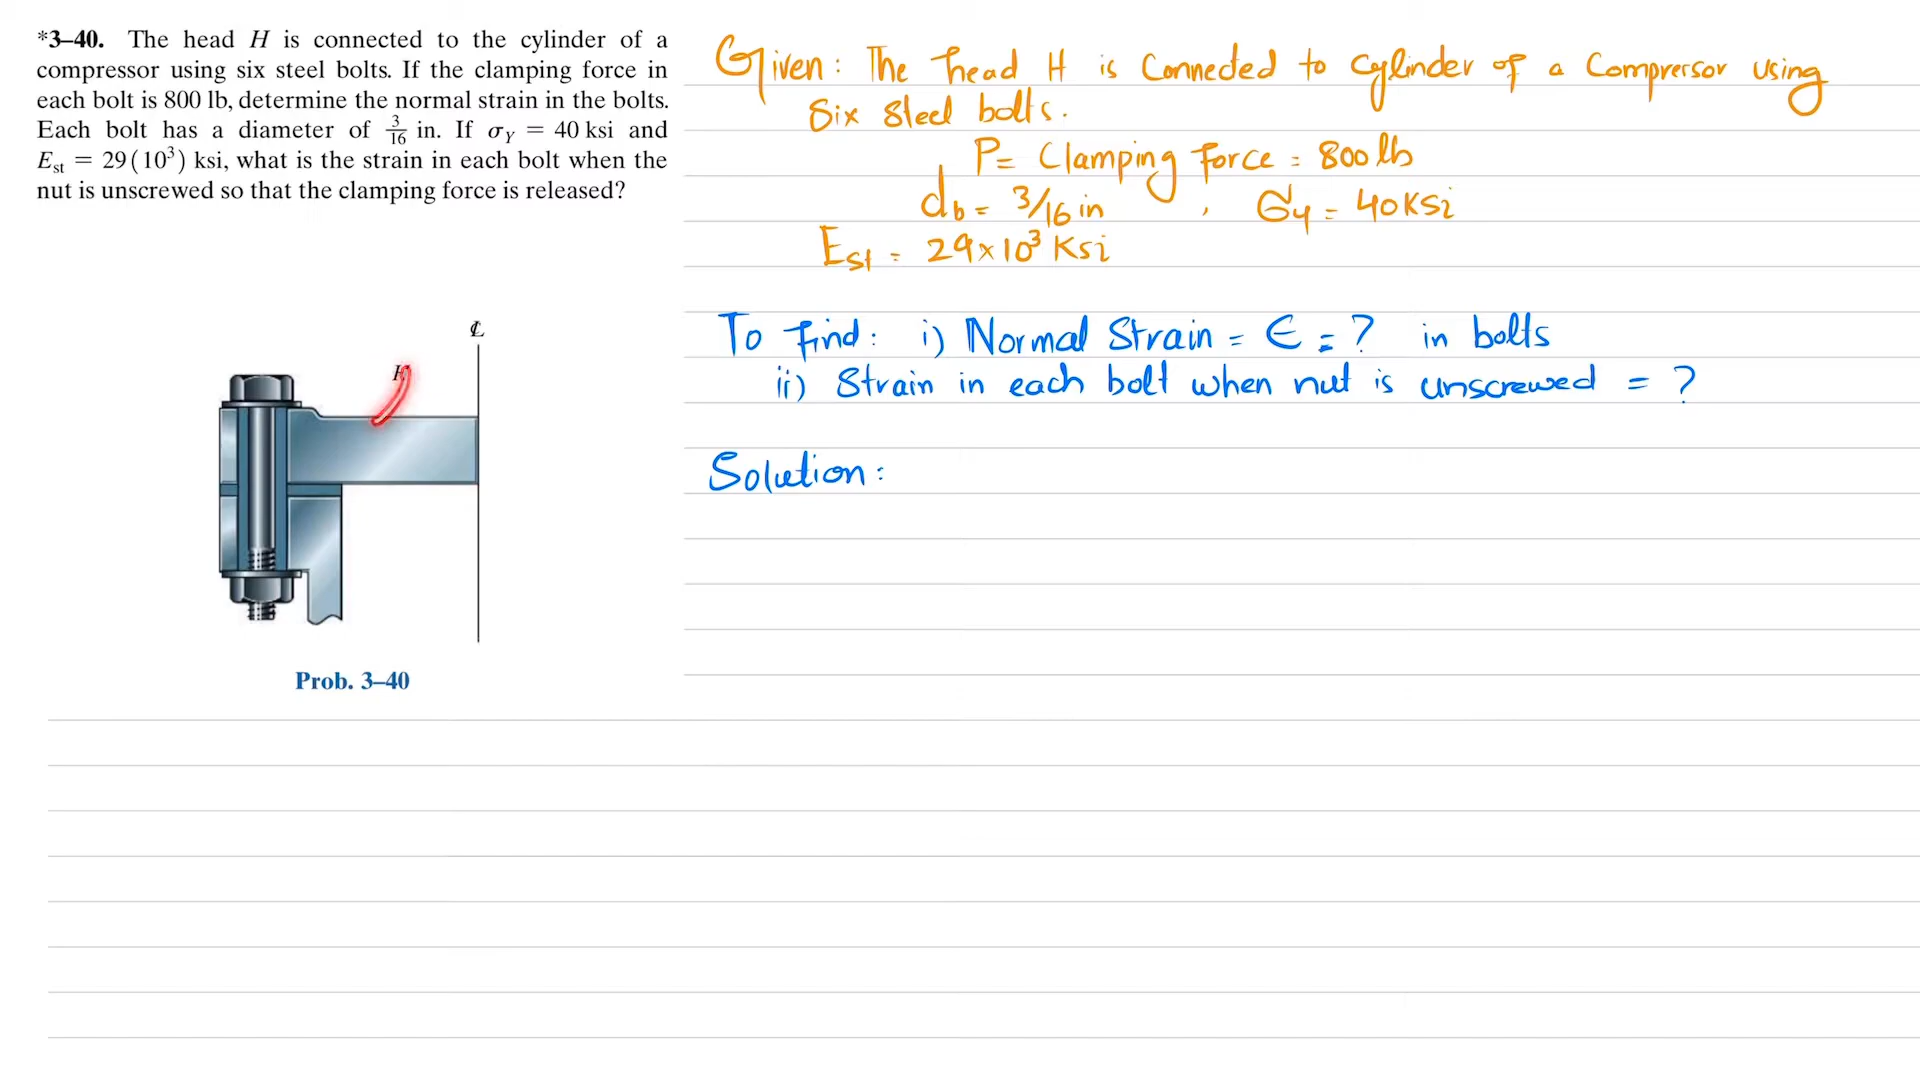 *3–40. The head H is connected to the cylinder of a
compressor using six steel bolts. If the clamping force in
each bolt is 800 lb, determine the normal strain in the bolts.
Each bolt has a diameter of 3/16 in. If σY = 40 ksi and
Est = 29(10³) ksi, what is the strain in each bolt when the
nut is unscrewed so that the clamping force is released?
℄
H
Prob. 3–40
Given: The head H is Connected to Cylinder of a Compressor using
Six Steel bolts.
P = Clamping force = 800 lb
db = 3/16 in , σy = 40 Ksi
Est = 29×10³ Ksi
To find: i) Normal Strain = ϵ = ? in bolts
ii) Strain in each bolt when nut is unscrewed = ?
Solution: